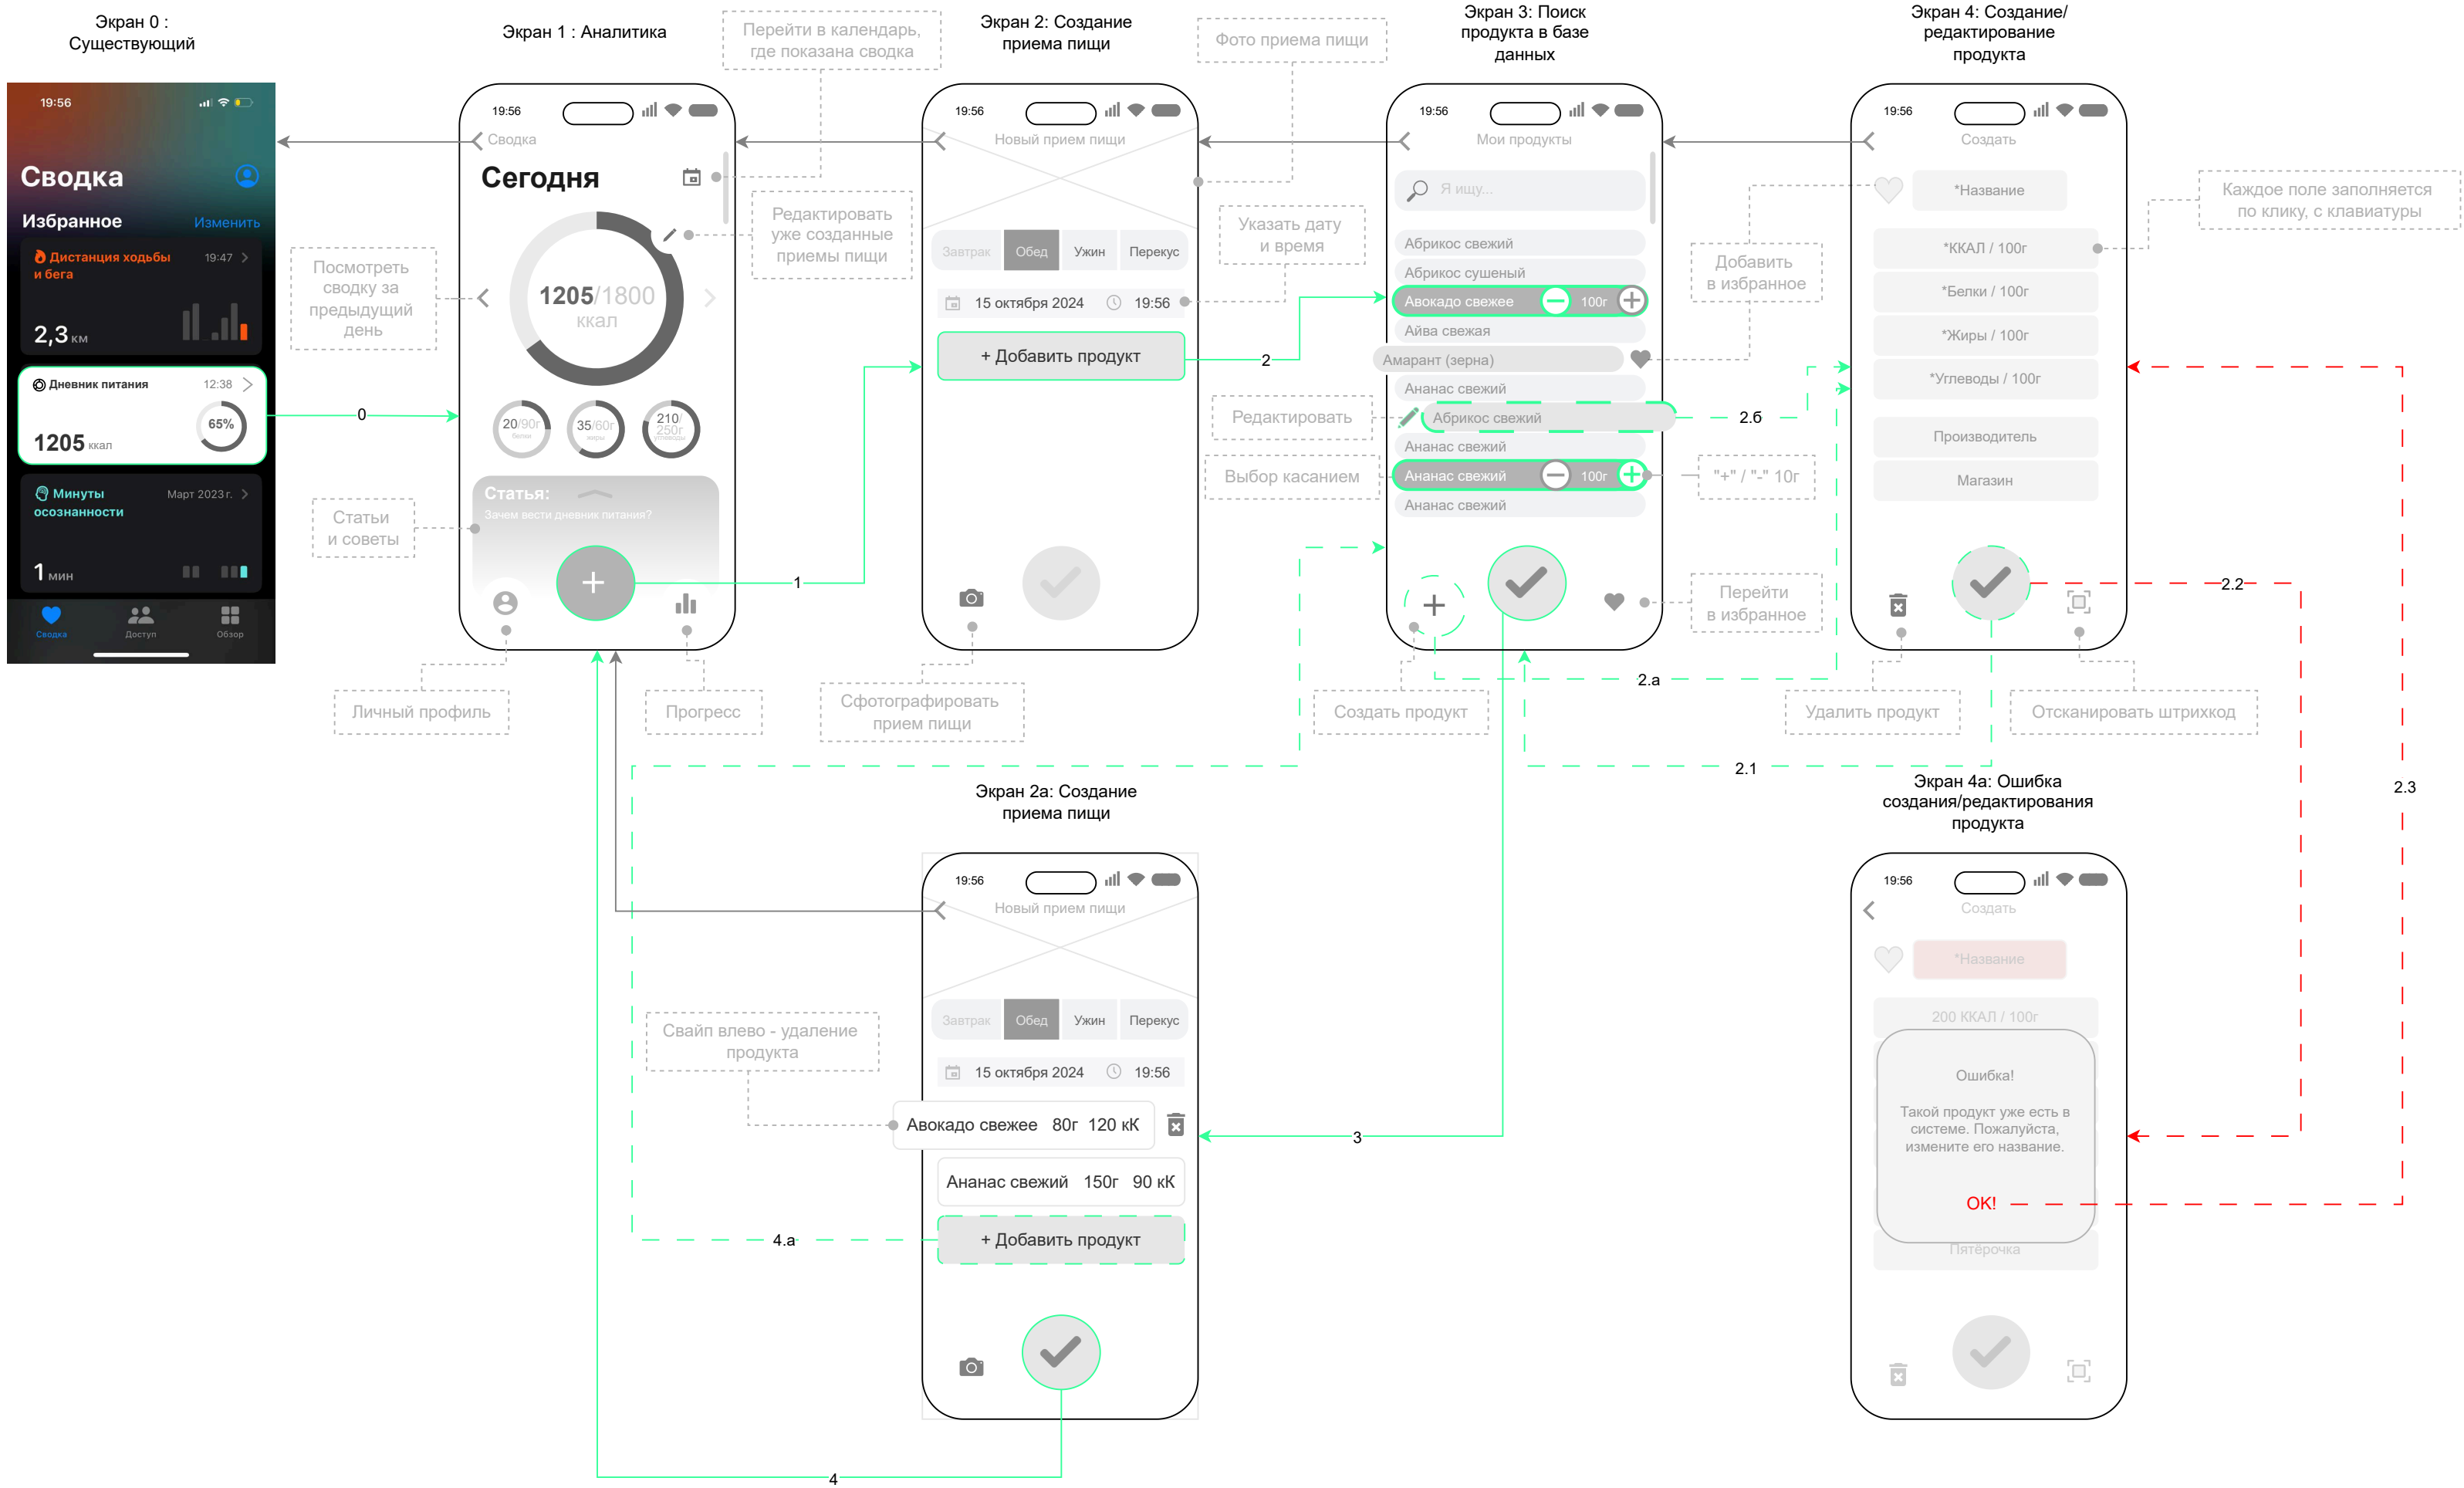 Экран 0 :
Существующий
19:56
Сводка
Избранное
Изменить
Дистанция ходьбы
и бега
19:47
2,3 км
Дневник питания
12:38
65%
1205 ккал
Минуты
осознанности
Март 2023 г.
1 мин
Сводка
Доступ
Обзор
0
Экран 1 : Аналитика
19:56
Сводка
Сегодня
1205/1800
ккал
20/90г
белки
35/60г
жиры
210/
250г
углеводы
Статья:
Зачем вести дневник питания?
Посмотреть
сводку за
предыдущий
день
Статьи
и советы
Личный профиль
Прогресс
Перейти в календарь,
где показана сводка
Редактировать
уже созданные
приемы пищи
1
Экран 2: Создание
приема пищи
19:56
Новый прием пищи
Завтрак
Обед
Ужин
Перекус
15 октября 2024
19:56
+ Добавить продукт
Фото приема пищи
Указать дату
и время
Сфотографировать
прием пищи
2
Экран 3: Поиск
продукта в базе
данных
19:56
Мои продукты
Я ищу...
Абрикос свежий
Абрикос сушеный
Авокадо свежее
100г
Айва свежая
Амарант (зерна)
Ананас свежий
Абрикос свежий
Ананас свежий
Ананас свежий
100г
Ананас свежий
Редактировать
Выбор касанием
Добавить
в избранное
"+" / "-" 10г
Перейти
в избранное
Создать продукт
2.б
2.а
2.1
Экран 4: Создание/
редактирование
продукта
19:56
Создать
*Название
*ККАЛ / 100г
*Белки / 100г
*Жиры / 100г
*Углеводы / 100г
Производитель
Магазин
Каждое поле заполняется
по клику, с клавиатуры
Удалить продукт
Отсканировать штрихкод
2.2
2.3
Экран 2а: Создание
приема пищи
19:56
Новый прием пищи
Завтрак
Обед
Ужин
Перекус
15 октября 2024
19:56
Авокадо свежее 80г 120 кК
Ананас свежий 150г 90 кК
+ Добавить продукт
Свайп влево - удаление
продукта
4.а
3
4
Экран 4а: Ошибка
создания/редактирования
продукта
19:56
Создать
*Название
200 ККАЛ / 100г
Ошибка!
Такой продукт уже есть в
системе. Пожалуйста,
измените его название.
OK!
Пятёрочка